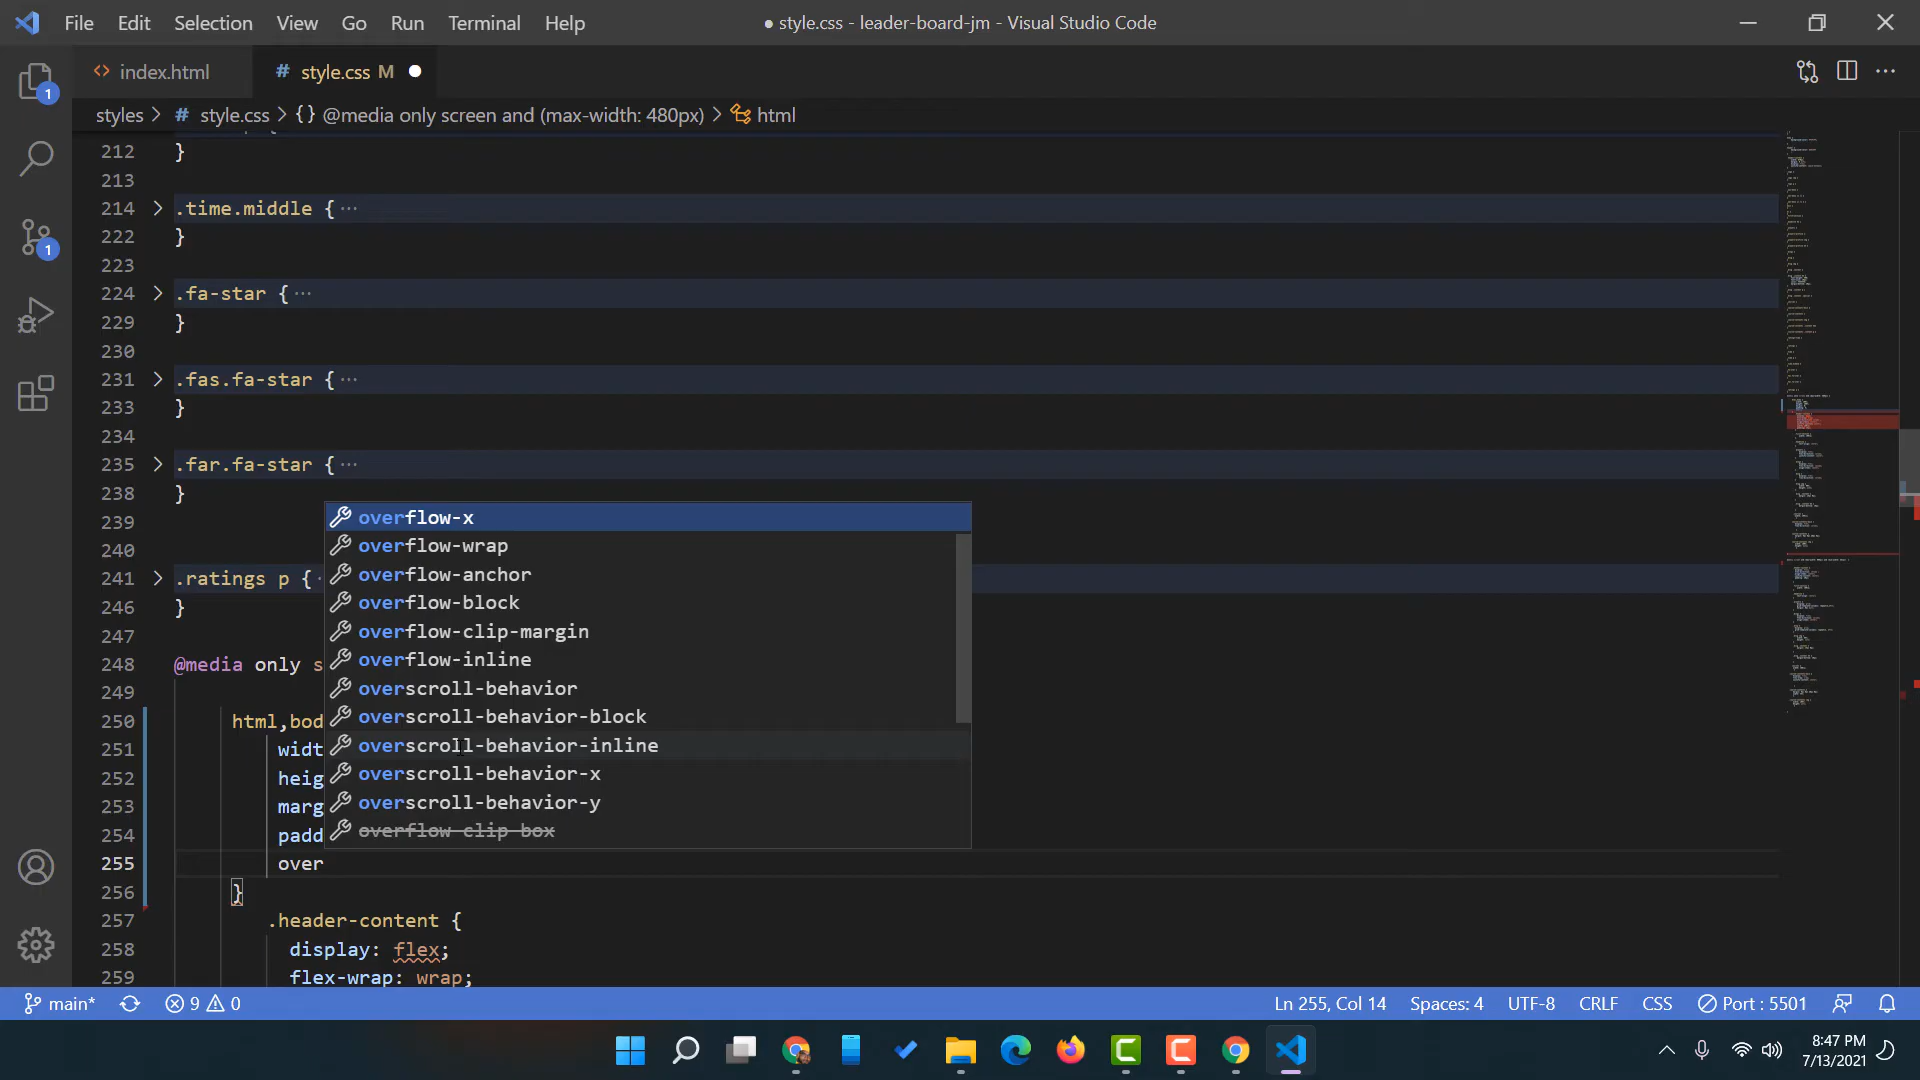 File Edit Selection View Go Run Terminal Help ● style.css - leader-board-jm - Visual Studio Code
index.html # style.css M
styles > # style.css > {} @media only screen and (max-width: 480px) > html
212 }
213
214 .time.middle { ...
222 }
223
224 .fa-star { ...
229 }
230
231 .fas.fa-star { ...
233 }
234
235 .far.fa-star { ...
238 }
239
240
241 .ratings p {
246 }
247
248 @media only s
249
250 html,bod
251 widt
252 heig
253 marg
254 padd
255 over
256 }
257 .header-content {
258 display: flex;
259 flex-wrap: wrap;
overflow-x
overflow-wrap
overflow-anchor
overflow-block
overflow-clip-margin
overflow-inline
overscroll-behavior
overscroll-behavior-block
overscroll-behavior-inline
overscroll-behavior-x
overscroll-behavior-y
overflow-clip-box
1
1
main* 9 0 Ln 255, Col 14 Spaces: 4 UTF-8 CRLF CSS Port : 5501
8:47 PM
7/13/2021